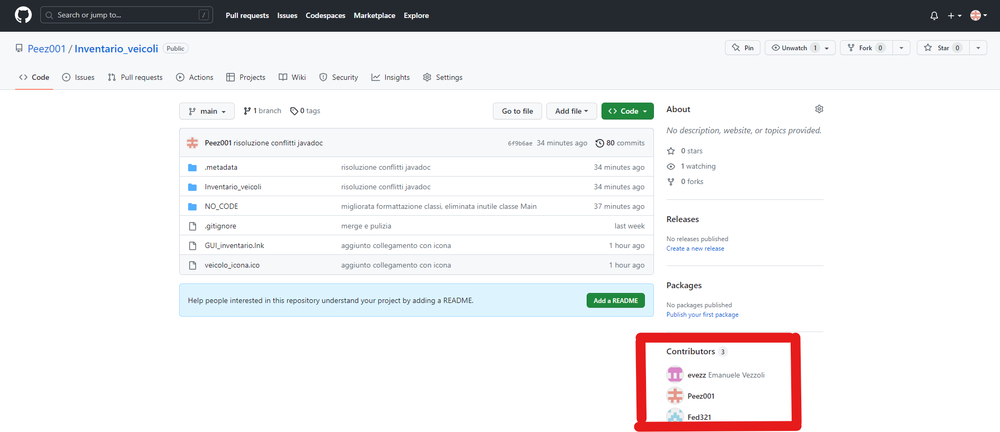 Search or jump to... /
Pull requests Issues Codespaces Marketplace Explore
Peez001 / Inventario_veicoli Public
Pin Unwatch 1 Fork 0 Star 0
Code Issues Pull requests Actions Projects Wiki Security Insights Settings
main 1 branch 0 tags Go to file Add file Code
Peez001 risoluzione conflitti javadoc 6f9b6ae 34 minutes ago 80 commits
.metadata risoluzione conflitti javadoc 34 minutes ago
Inventario_veicoli risoluzione conflitti javadoc 34 minutes ago
NO_CODE migliorata formattazione classi, eliminata inutile classe Main 37 minutes ago
.gitignore merge e pulizia last week
GUI_inventario.lnk aggiunto collegamento con icona 1 hour ago
veicolo_icona.ico aggiunto collegamento con icona 1 hour ago
Help people interested in this repository understand your project by adding a README. Add a README
About
No description, website, or topics provided.
0 stars
1 watching
0 forks
Releases
No releases published
Create a new release
Packages
No packages published
Publish your first package
Contributors 3
evezz Emanuele Vezzoli
Peez001
Fed321